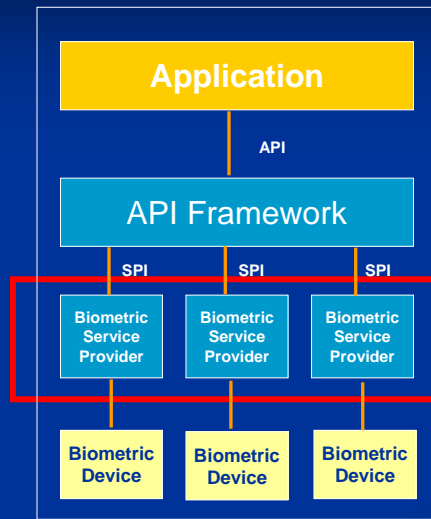 Application
API
API Framework
SPI SPI SPI
Biometric Biometric Biometric
Service Service Service
Provider Provider Provider
Biometric Biometric Biometric
Device Device Device